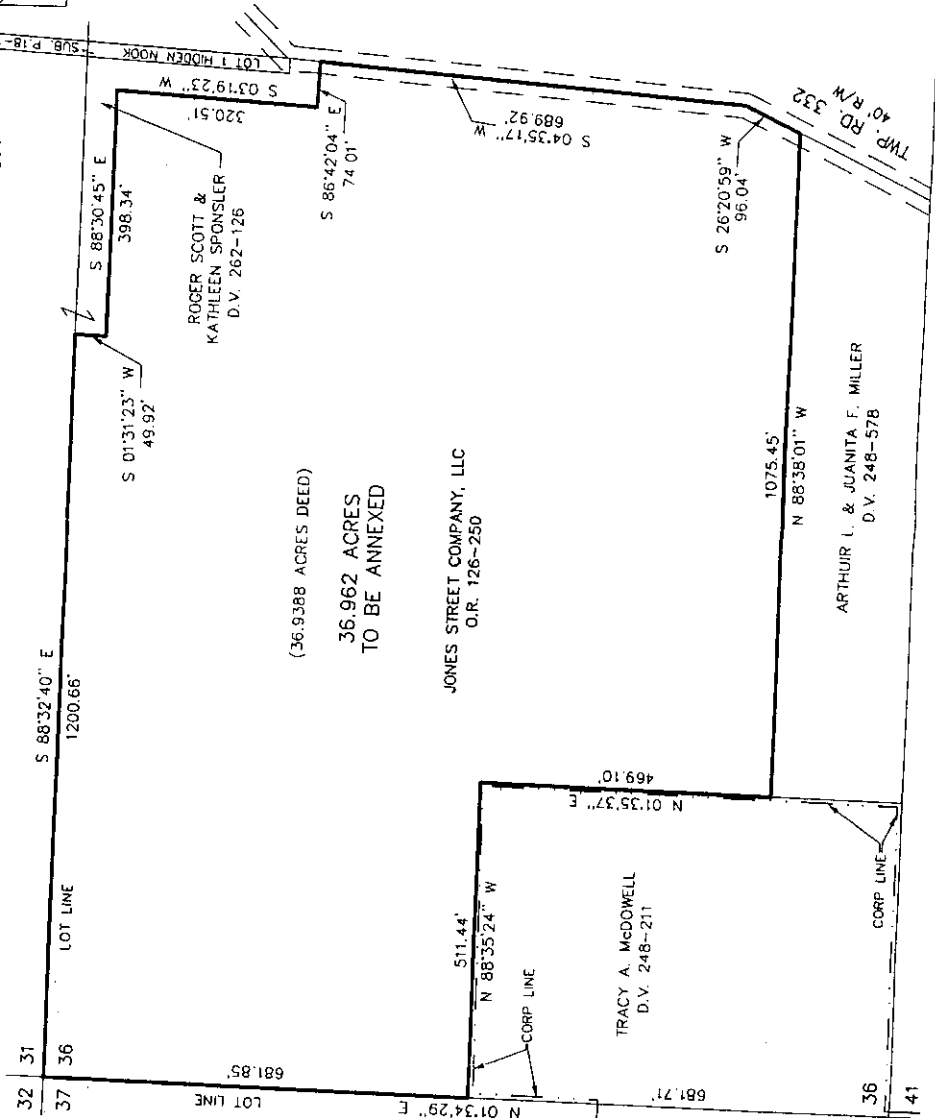 SUB. P.18-
LOT 1 HIDDEN NOOK
S 03°19'23" W
320.51'
S 88°30'45" E
398.34'
ROGER SCOTT &
KATHLEEN SPONSLER
D.V. 262-126
S 86°42'04" E
74.01'
S 04°35'17" W
689.92'
TWP. RD. 332
40' R/W
S 26°20'59" W
96.04'
S 01°31'23" W
49.92'
S 88°32'40" E
1200.66'
LOT LINE
(36.9388 ACRES DEED)
36.962 ACRES
TO BE ANNEXED
JONES STREET COMPANY, LLC
O.R. 126-250
1075.45'
N 88°38'01" W
ARTHUIR L. & JUANITA F. MILLER
D.V. 248-578
469.10'
N 01°35'37" E
511.44'
N 88°35'24" W
CORP LINE
TRACY A. McDOWELL
D.V. 248-211
CORP LINE
32 31
37 36
681.85'
LOT LINE
N 01°34'29" E
681.71'
36
41